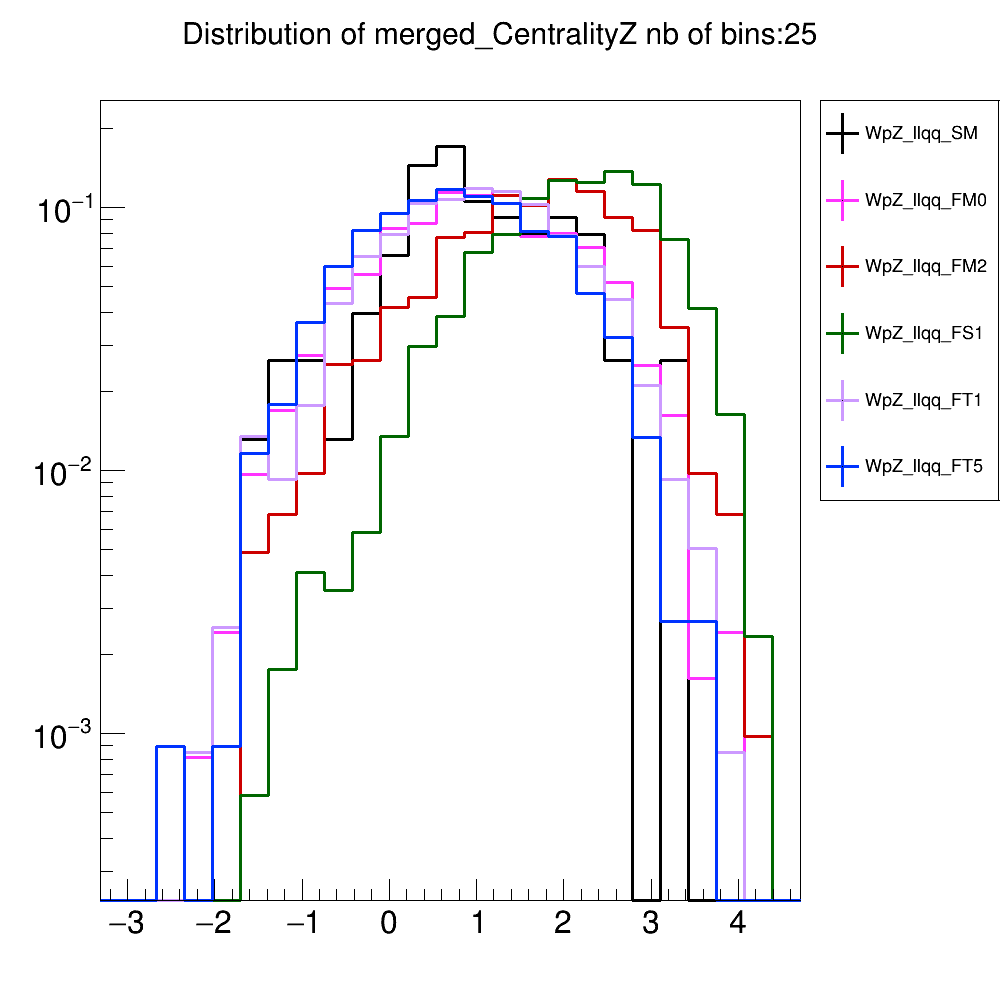 Distribution of merged_CentralityZ nb of bins:25
WpZ_llqq_SM
WpZ_llqq_FM0
WpZ_llqq_FM2
WpZ_llqq_FS1
WpZ_llqq_FT1
WpZ_llqq_FT5
10⁻¹
10⁻²
10⁻³
−3 −2 −1 0 1 2 3 4